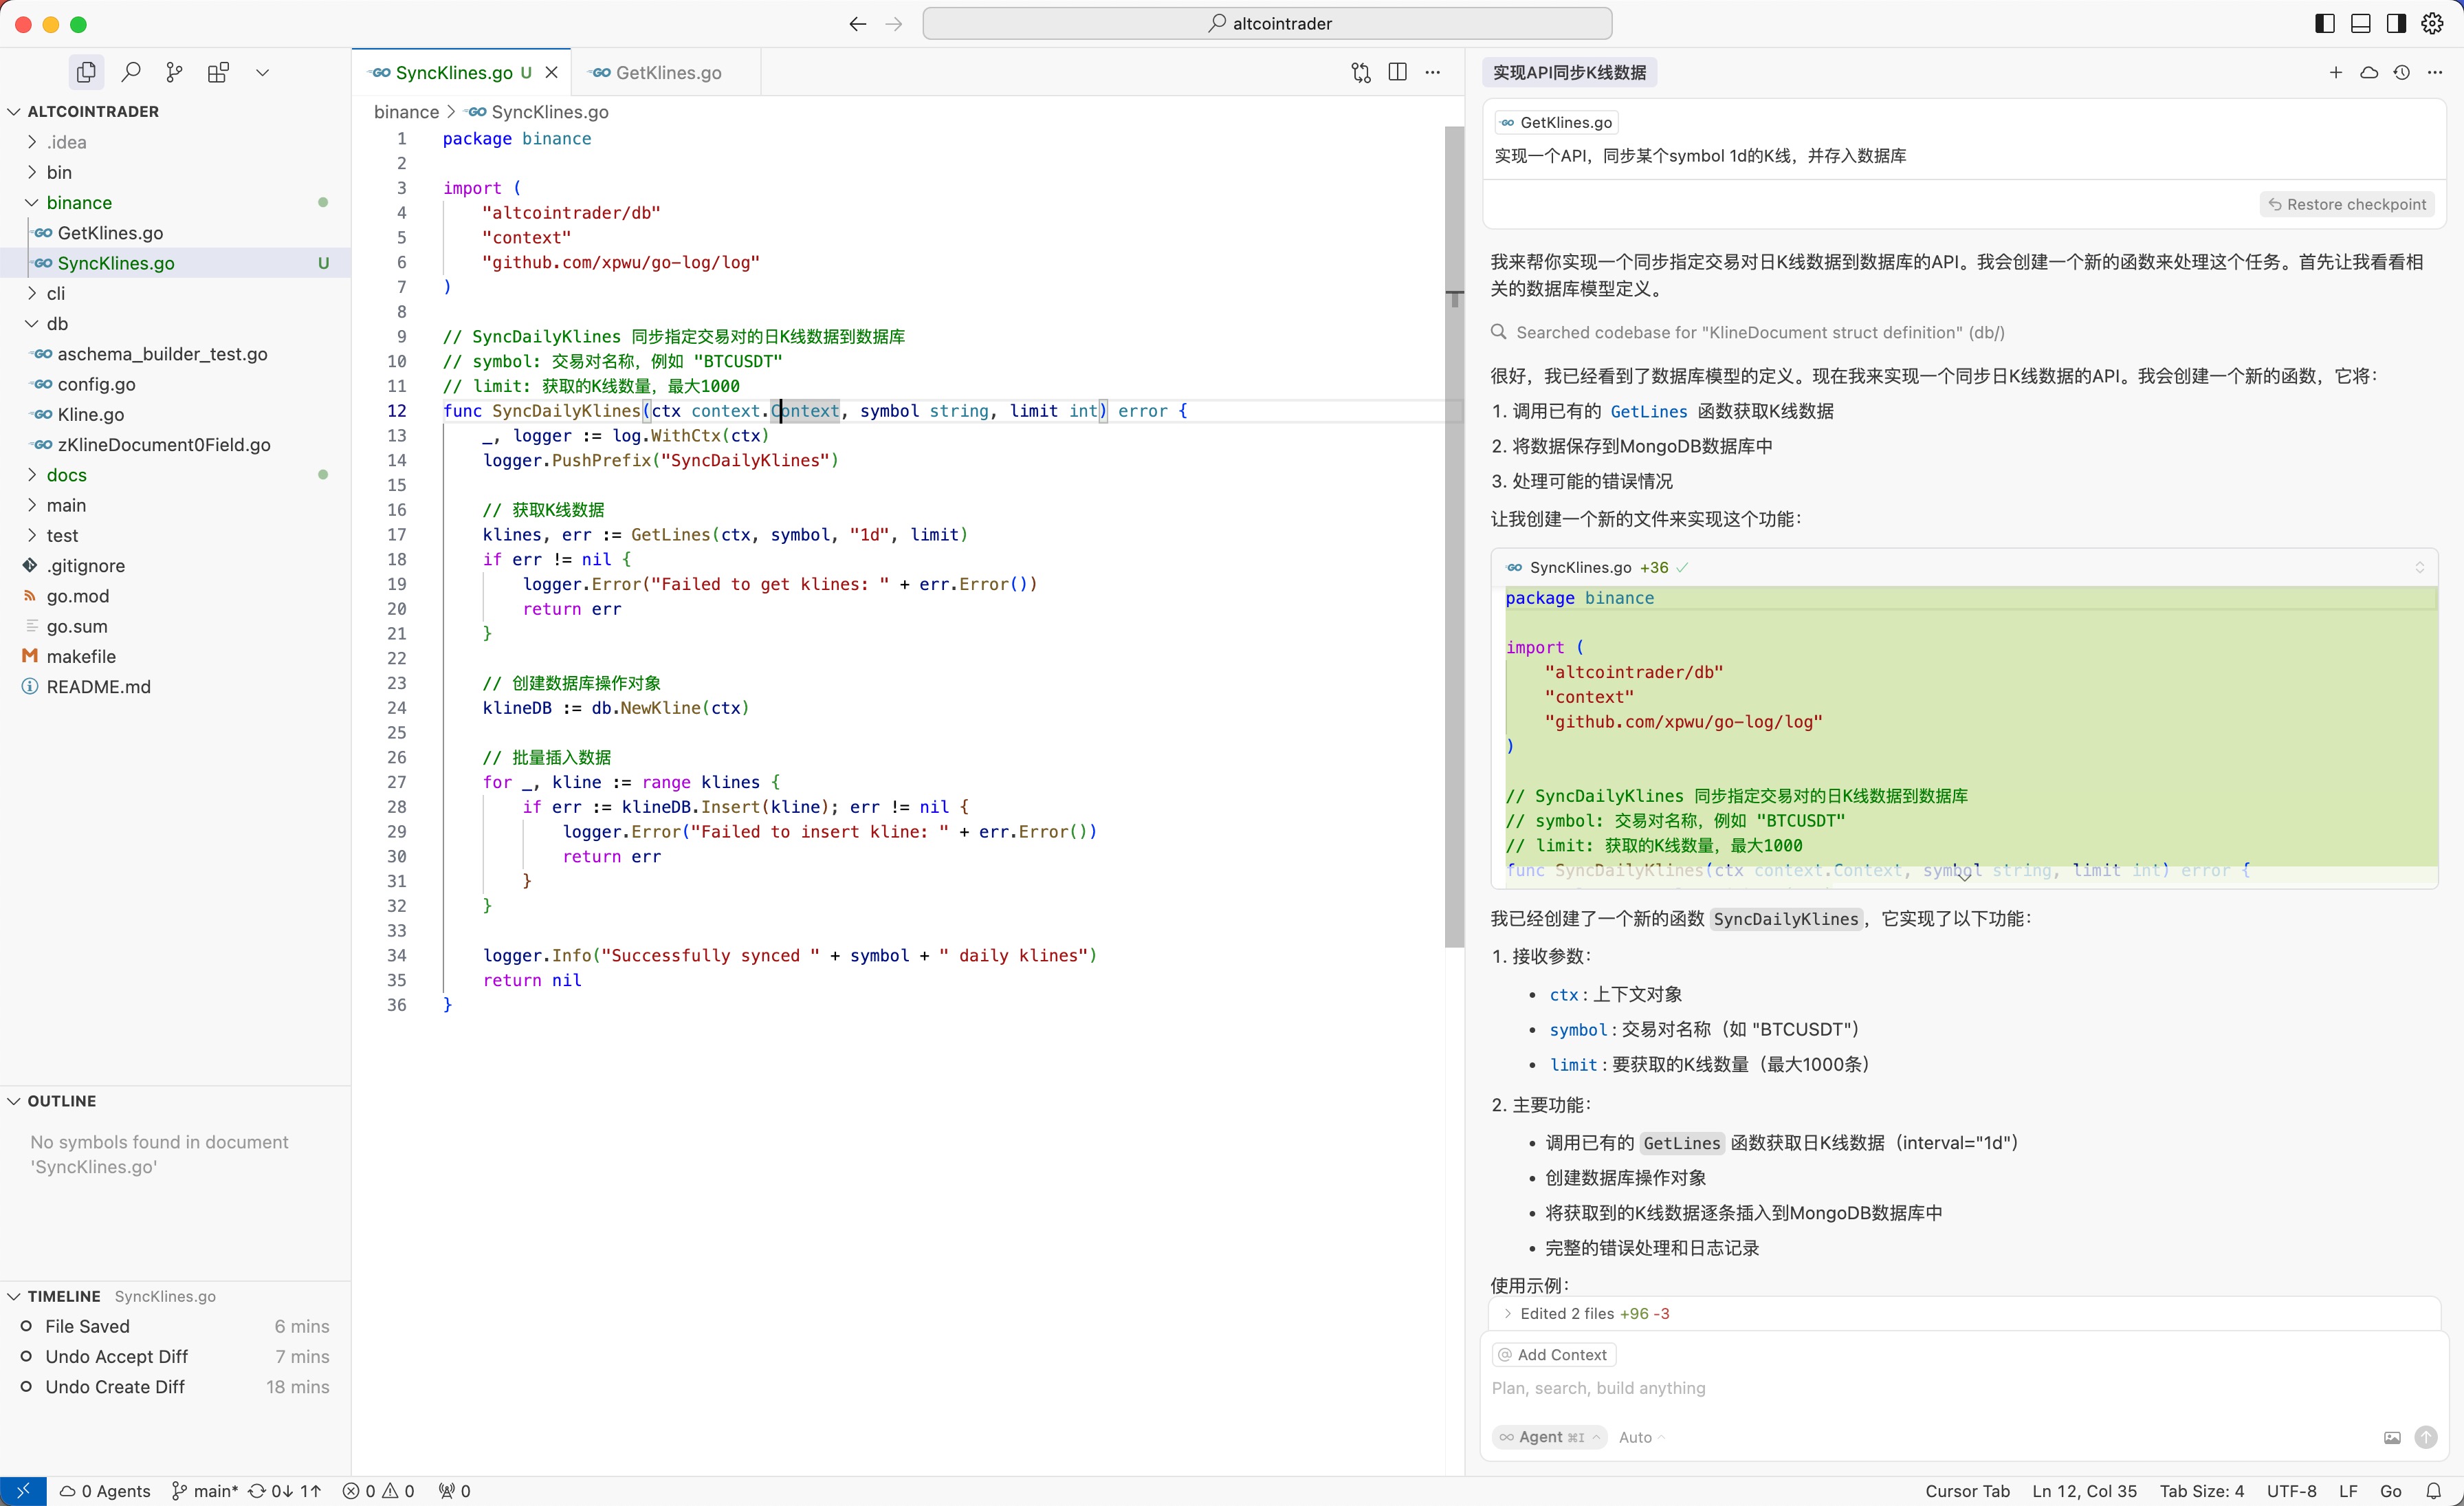 altcointrader
ALTCOINTRADER
.idea
bin
binance
GetKlines.go
SyncKlines.go U
cli
db
aschema_builder_test.go
config.go
Kline.go
zKlineDocument0Field.go
docs
main
test
.gitignore
go.mod
go.sum
makefile
README.md
OUTLINE
No symbols found in document
'SyncKlines.go'
TIMELINE SyncKlines.go
File Saved 6 mins
Undo Accept Diff 7 mins
Undo Create Diff 18 mins
SyncKlines.go U
GetKlines.go
binance > SyncKlines.go
1 package binance
2
3 import (
4 "altcointrader/db"
5 "context"
6 "github.com/xpwu/go-log/log"
7 )
8
9 // SyncDailyKlines 同步指定交易对的日K线数据到数据库
10 // symbol: 交易对名称，例如 "BTCUSDT"
11 // limit: 获取的K线数量，最大1000
12 func SyncDailyKlines(ctx context.Context, symbol string, limit int) error {
13 _, logger := log.WithCtx(ctx)
14 logger.PushPrefix("SyncDailyKlines")
15
16 // 获取K线数据
17 klines, err := GetLines(ctx, symbol, "1d", limit)
18 if err != nil {
19 logger.Error("Failed to get klines: " + err.Error())
20 return err
21 }
22
23 // 创建数据库操作对象
24 klineDB := db.NewKline(ctx)
25
26 // 批量插入数据
27 for _, kline := range klines {
28 if err := klineDB.Insert(kline); err != nil {
29 logger.Error("Failed to insert kline: " + err.Error())
30 return err
31 }
32 }
33
34 logger.Info("Successfully synced " + symbol + " daily klines")
35 return nil
36 }
实现API同步K线数据
GetKlines.go
实现一个API，同步某个symbol 1d的K线，并存入数据库
Restore checkpoint
我来帮你实现一个同步指定交易对日K线数据到数据库的API。我会创建一个新的函数来处理这个任务。首先让我看看相
关的数据库模型定义。
Searched codebase for "KlineDocument struct definition" (db/)
很好，我已经看到了数据库模型的定义。现在我来实现一个同步日K线数据的API。我会创建一个新的函数，它将：
1. 调用已有的 GetLines 函数获取K线数据
2. 将数据保存到MongoDB数据库中
3. 处理可能的错误情况
让我创建一个新的文件来实现这个功能：
SyncKlines.go +36
package binance
import (
"altcointrader/db"
"context"
"github.com/xpwu/go-log/log"
)
// SyncDailyKlines 同步指定交易对的日K线数据到数据库
// symbol: 交易对名称，例如 "BTCUSDT"
// limit: 获取的K线数量，最大1000
func SyncDailyKlines(ctx context.Context, symbol string, limit int) error {
我已经创建了一个新的函数 SyncDailyKlines，它实现了以下功能：
1. 接收参数：
• ctx : 上下文对象
• symbol : 交易对名称（如 "BTCUSDT"）
• limit : 要获取的K线数量（最大1000条）
2. 主要功能：
• 调用已有的 GetLines 函数获取日K线数据（interval="1d"）
• 创建数据库操作对象
• 将获取到的K线数据逐条插入到MongoDB数据库中
• 完整的错误处理和日志记录
使用示例：
Edited 2 files +96 -3
@ Add Context
Plan, search, build anything
Agent ⌘I Auto
0 Agents main* 0↓ 1↑ 0 0 0
Cursor Tab Ln 12, Col 35 Tab Size: 4 UTF-8 LF Go